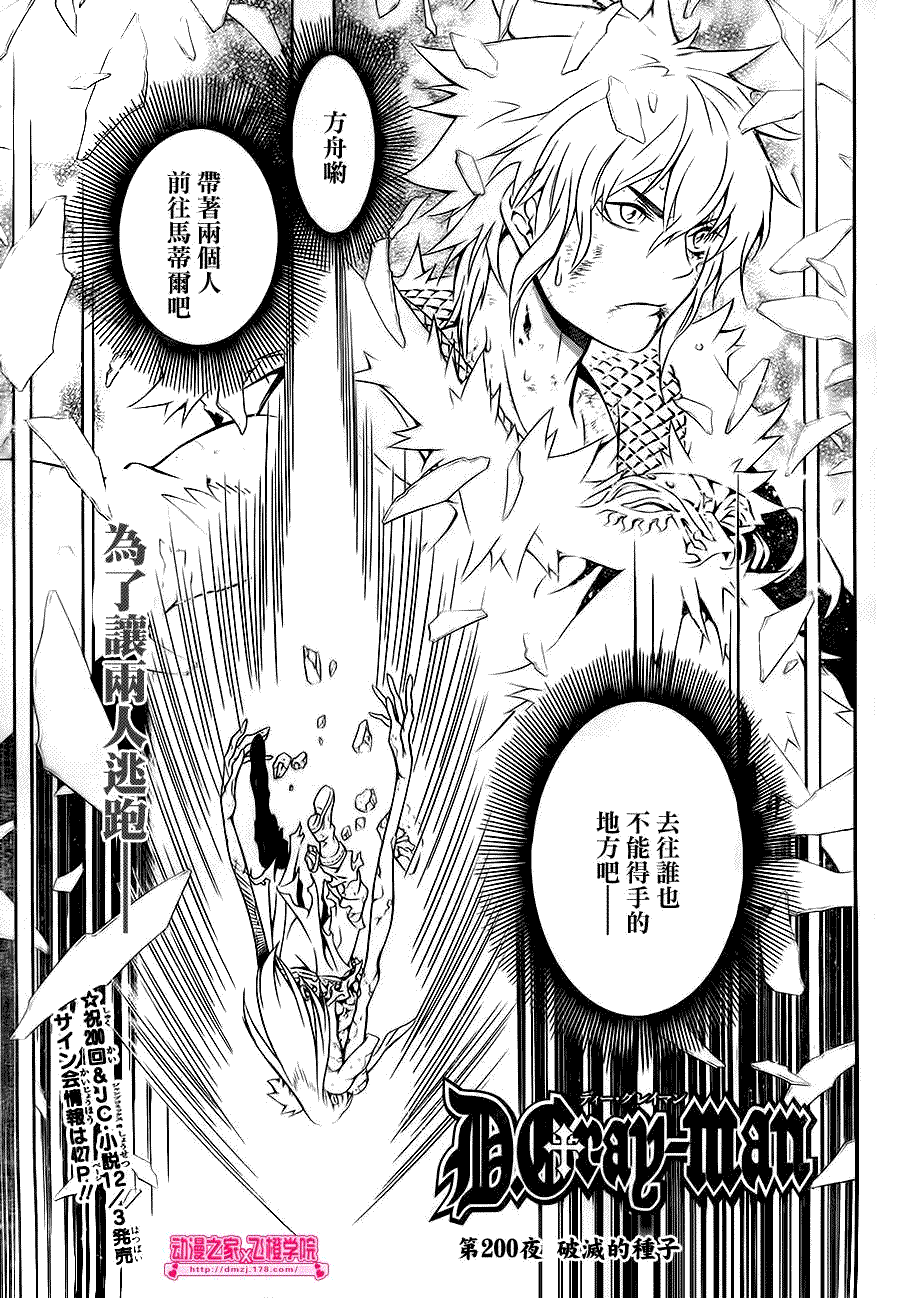 方舟喲
帶著兩個人
前往馬蒂爾吧
去往誰也
不能得手的
地方吧——
為了讓兩人逃跑——
☆祝200回&JC・小説12/3発売!!
サイン会情報は427P!!
ディー・グレイマン
D.Gray-man
第200夜 破滅的種子
动漫之家×飞橙学院
http://dmzj.178.com/